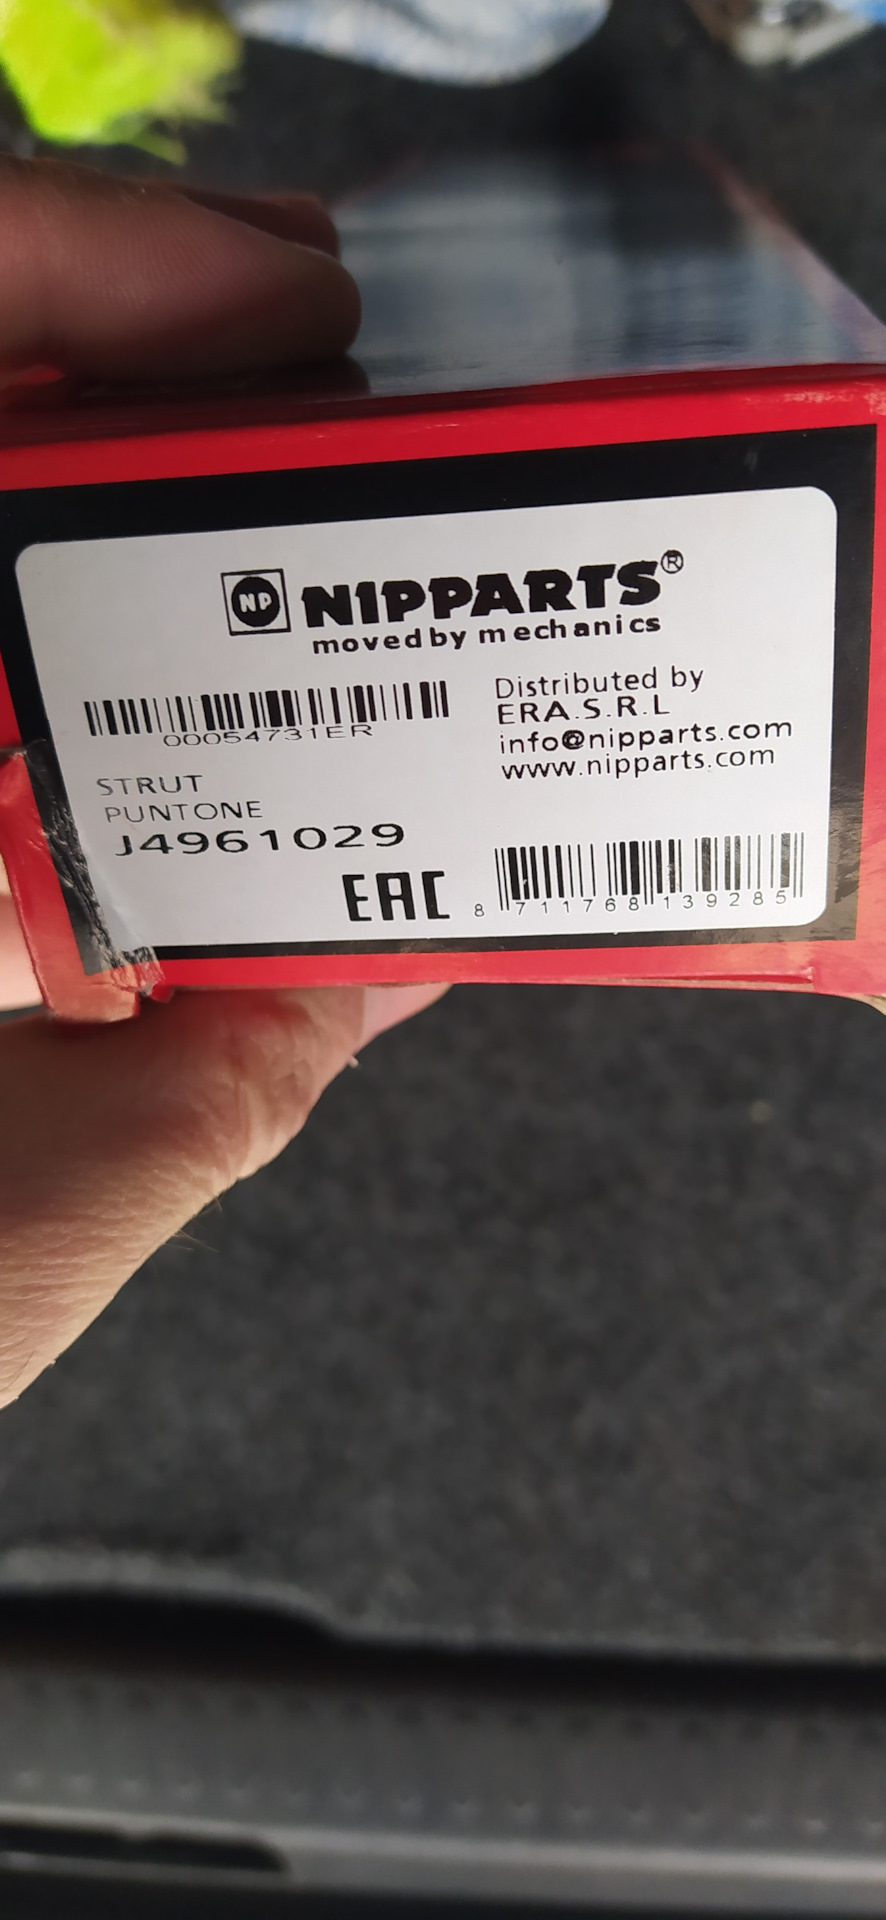 NP NIPPARTS®
moved by mechanics
00054731ER
STRUT
PUNTONE
J4961029
Distributed by
ERA.S.R.L
info@nipparts.com
www.nipparts.com
EAC
8 711768 139285